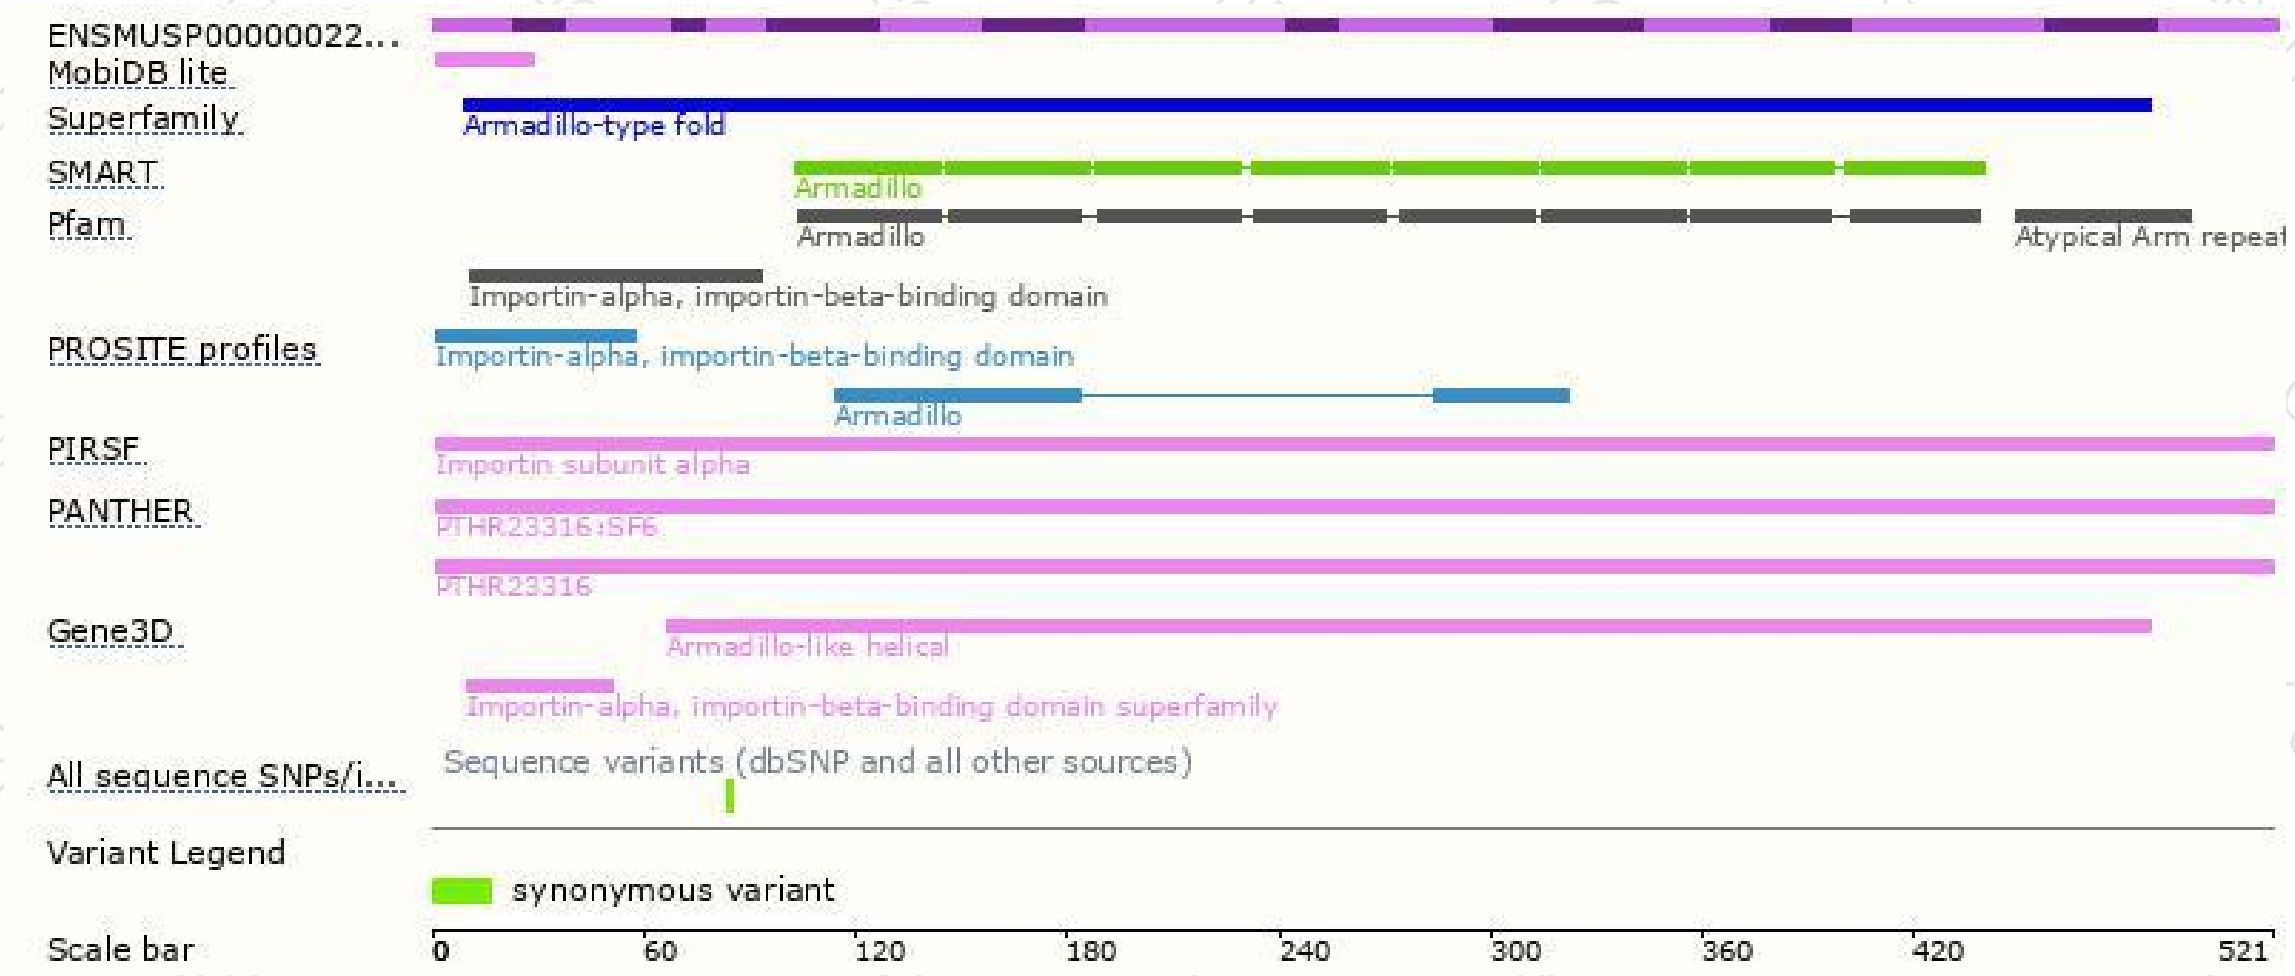 ENSMUSP00000022...
MobiDB lite
Superfamily
Armadillo-type fold
SMART
Armadillo
Pfam
Armadillo
Atypical Arm repeat
Importin-alpha, importin-beta-binding domain
PROSITE profiles
Importin-alpha, importin-beta-binding domain
Armadillo
PIRSF
Importin subunit alpha
PANTHER
PTHR23316:SF6
PTHR23316
Gene3D
Armadillo-like helical
Importin-alpha, importin-beta-binding domain superfamily
All sequence SNPs/i...
Sequence variants (dbSNP and all other sources)
Variant Legend
synonymous variant
Scale bar
0 60 120 180 240 300 360 420 521